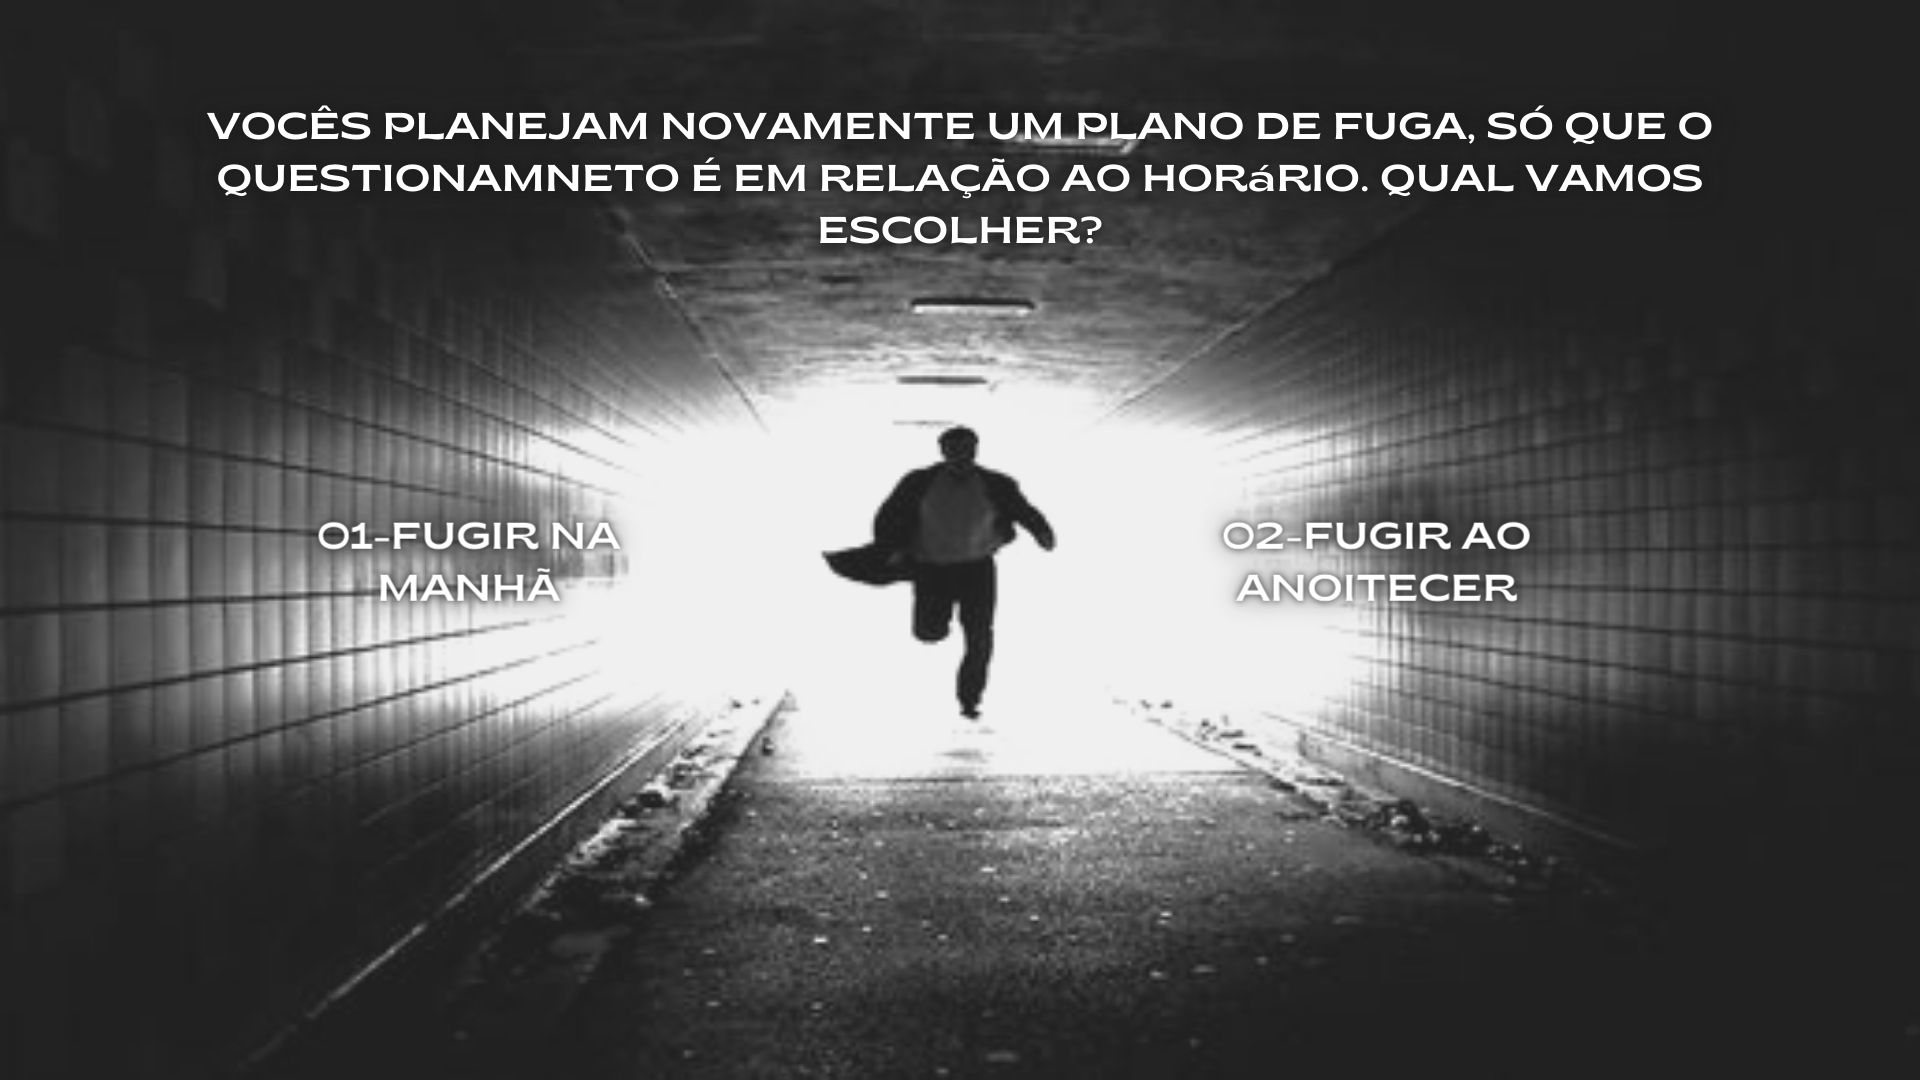 VOCÊS PLANEJAM NOVAMENTE UM PLANO DE FUGA, SÓ QUE O
QUESTIONAMNETO É EM RELAÇÃO AO HORáRIO. QUAL VAMOS
ESCOLHER?
01-FUGIR NA
MANHÃ
02-FUGIR AO
ANOITECER